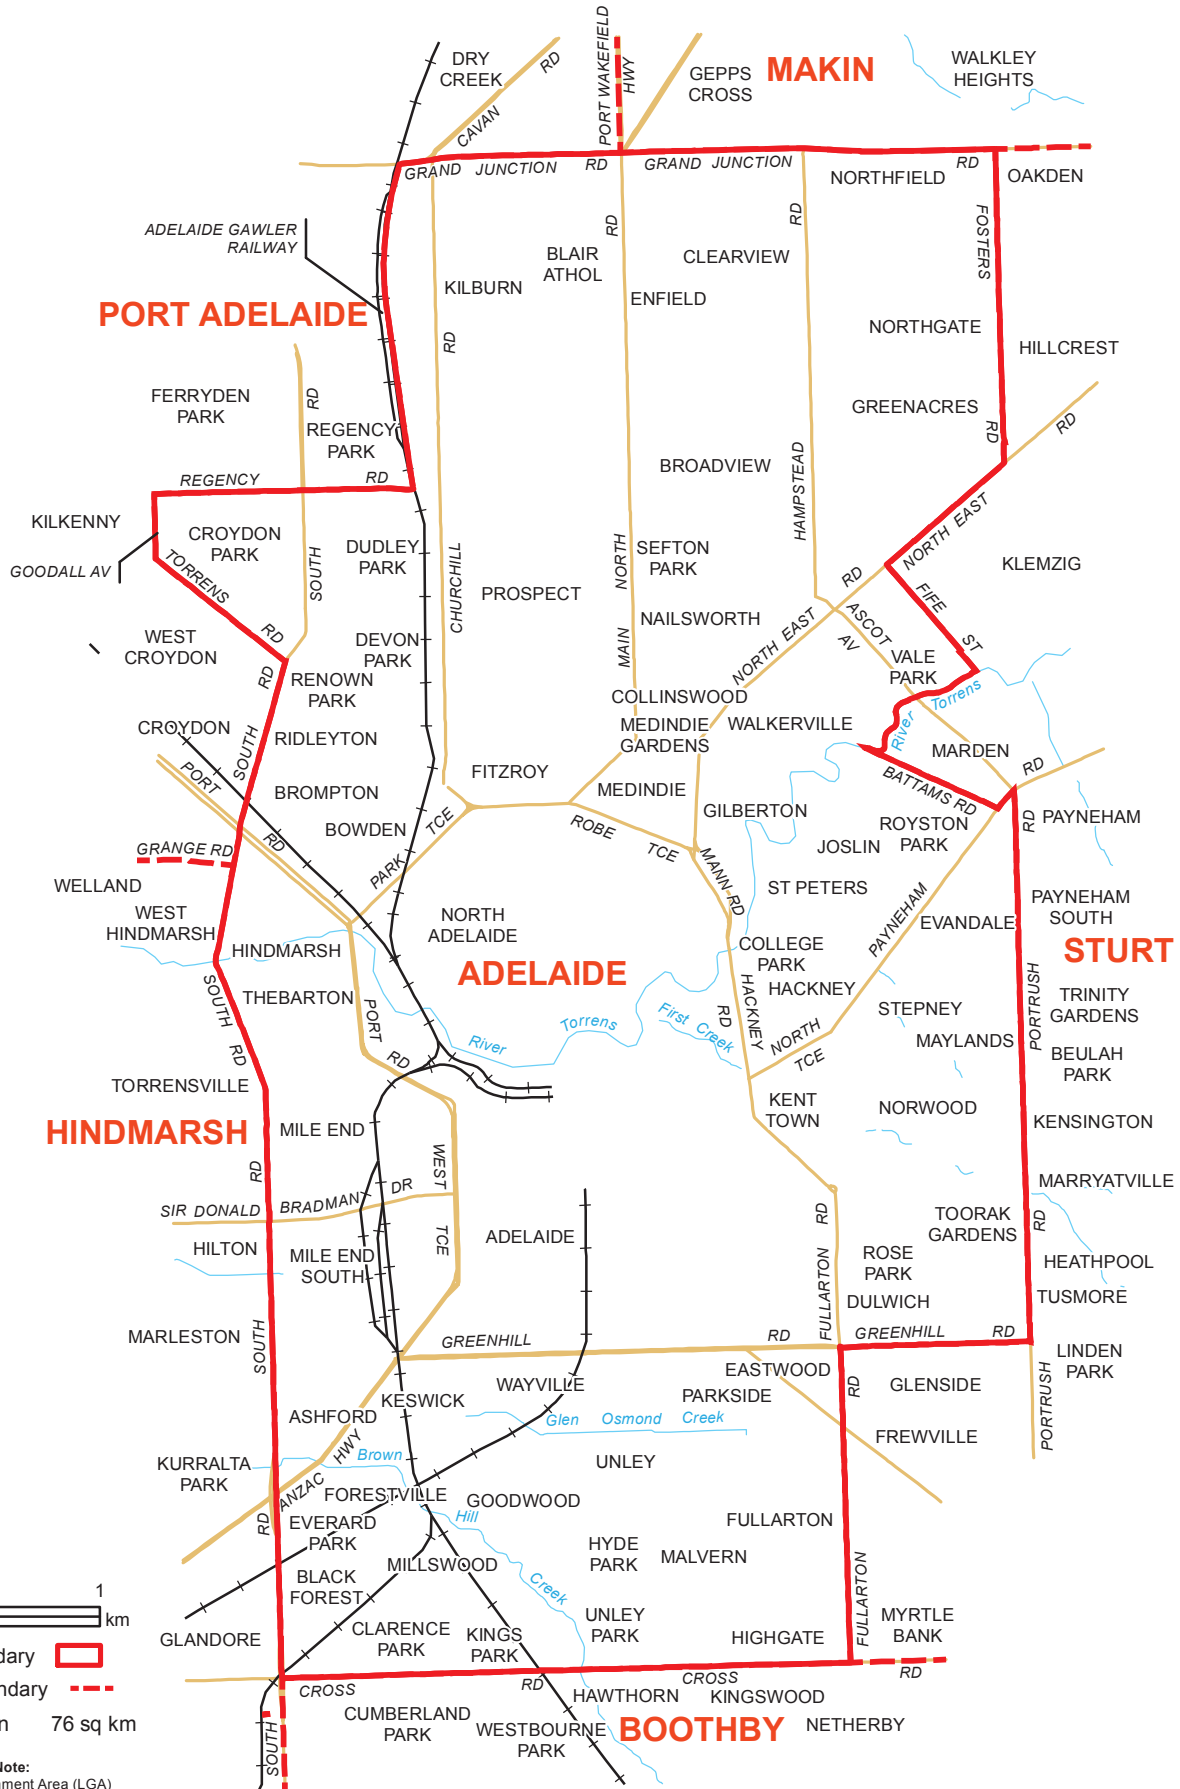 DRY
CREEK
CAVAN
RD
PORT WAKEFIELD
HWY
GEPPS
CROSS
MAKIN
WALKLEY
HEIGHTS
GRAND JUNCTION RD
GRAND JUNCTION RD
NORTHFIELD
OAKDEN
ADELAIDE GAWLER
RAILWAY
RD
RD
FOSTERS
BLAIR
ATHOL
CLEARVIEW
KILBURN
ENFIELD
PORT ADELAIDE
NORTHGATE
HILLCREST
RD
FERRYDEN
PARK
RD
REGENCY
PARK
GREENACRES
RD
RD
BROADVIEW
REGENCY RD
HAMPSTEAD
KILKENNY
CROYDON
PARK
GOODALL AV
TORRENS
RD
SOUTH
DUDLEY
PARK
CHURCHILL
PROSPECT
NORTH
SEFTON
PARK
NORTH EAST
KLEMZIG
RD
FIFE
ST
NAILSWORTH
ASCOT
AV
WEST
CROYDON
DEVON
PARK
MAIN
NORTH EAST
VALE
PARK
RD
RENOWN
PARK
COLLINSWOOD
River Torrens
CROYDON
SOUTH
RIDLEYTON
MEDINDIE
GARDENS
WALKERVILLE
MARDEN
PORT
RD
BROMPTON
FITZROY
MEDINDIE
BATTAMS RD
RD
BOWDEN
PARK
TCE
ROBE
TCE
GILBERTON
ROYSTON
PARK
RD
PAYNEHAM
GRANGE RD
JOSLIN
MANN RD
WELLAND
ST PETERS
PAYNEHAM
SOUTH
WEST
HINDMARSH
NORTH
ADELAIDE
PAYNEHAM
EVANDALE
HINDMARSH
COLLEGE
PARK
STURT
ADELAIDE
HACKNEY
SOUTH
RD
THEBARTON
PORT
RD
HACKNEY
RD
STEPNEY
PORTRUSH
TRINITY
GARDENS
First Creek
River Torrens
NORTH
TCE
MAYLANDS
BEULAH
PARK
TORRENSVILLE
KENT
TOWN
NORWOOD
HINDMARSH
MILE END
KENSINGTON
WEST
TCE
RD
MARRYATVILLE
SIR DONALD BRADMAN DR
RD
TOORAK
GARDENS
RD
HILTON
MILE END
SOUTH
ADELAIDE
ROSE
PARK
HEATHPOOL
FULLARTON
DULWICH
TUSMORE
MARLESTON
SOUTH
GREENHILL RD
GREENHILL RD
LINDEN
PARK
EASTWOOD
RD
KESWICK
WAYVILLE
PARKSIDE
GLENSIDE
PORTRUSH
ASHFORD
Glen Osmond Creek
FREWVILLE
HWY
ANZAC
Brown
KURRALTA
PARK
UNLEY
FORESTVILLE
GOODWOOD
RD
EVERARD
PARK
Hill
FULLARTON
HYDE
PARK
MALVERN
MILLSWOOD
BLACK
FOREST
Creek
1
km
UNLEY
PARK
FULLARTON
MYRTLE
BANK
GLANDORE
CLARENCE
PARK
KINGS
PARK
HIGHGATE
dary
ndary
n 76 sq km
CROSS RD
CROSS RD
HAWTHORN
KINGSWOOD
CUMBERLAND
PARK
WESTBOURNE
PARK
BOOTHBY
NETHERBY
SOUTH
Note:
ment Area (LGA)